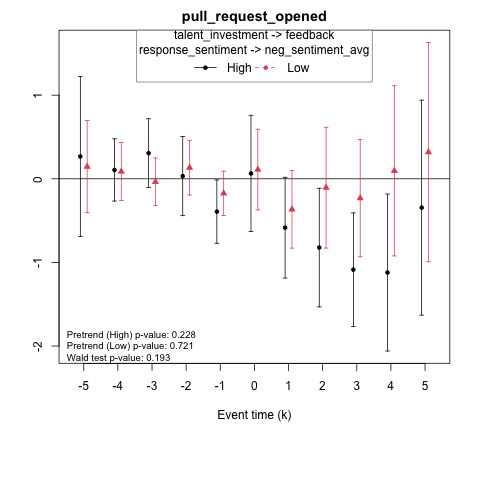 pull_request_opened
talent_investment -> feedback
response_sentiment -> neg_sentiment_avg
High Low
1
0
-1
-2
Pretrend (High) p-value: 0.228
Pretrend (Low) p-value: 0.721
Wald test p-value: 0.193
-5 -4 -3 -2 -1 0 1 2 3 4 5
Event time (k)